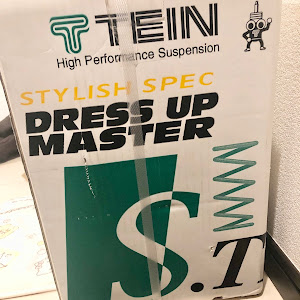 TEIN
High Performance Suspension
STYLISH SPEC
DRESS UP
MASTER
S.T